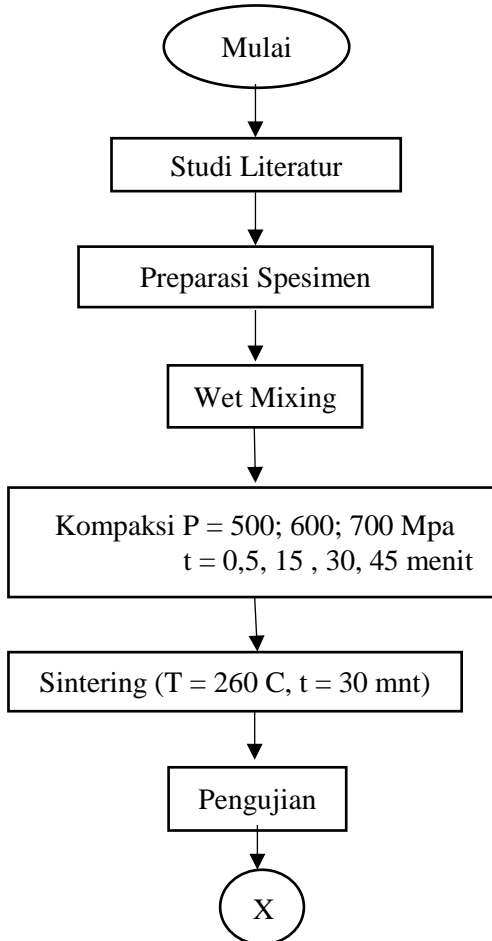 Mulai
Studi Literatur
Preparasi Spesimen
Wet Mixing
Kompaksi P = 500; 600; 700 Mpa
t = 0,5, 15 , 30, 45 menit
Sintering (T = 260 C, t = 30 mnt)
Pengujian
X